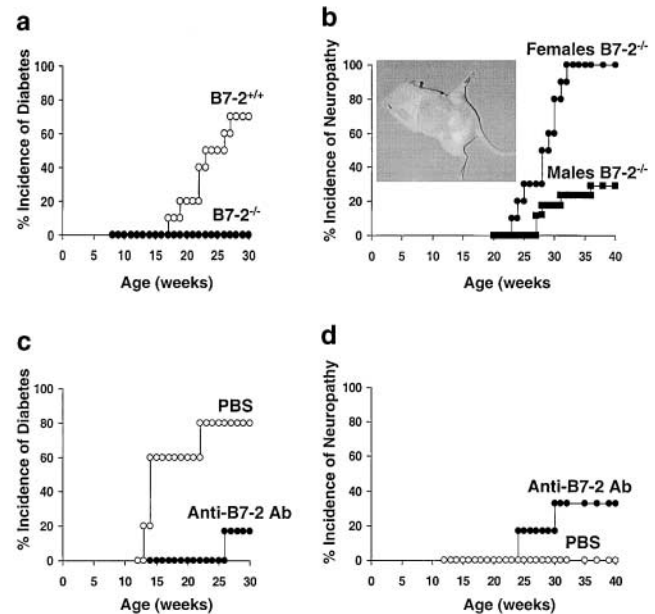 a
% Incidence of Diabetes
100
80
60
40
20
0
B7-2+/+
B7-2-/-
0 5 10 15 20 25 30
Age (weeks)
b
% Incidence of Neuropathy
100
80
60
40
20
0
Females B7-2-/-
Males B7-2-/-
0 5 10 15 20 25 30 35 40
Age (weeks
c
% Incidence of Diabetes
100
80
60
40
20
0
PBS
Anti-B7-2 Ab
0 5 10 15 20 25 30
Age (weeks)
d
% Incidence of Neuropathy
100
80
60
40
20
0
Anti-B7-2 Ab
PBS
0 5 10 15 20 25 30 35 40
Age (weeks)